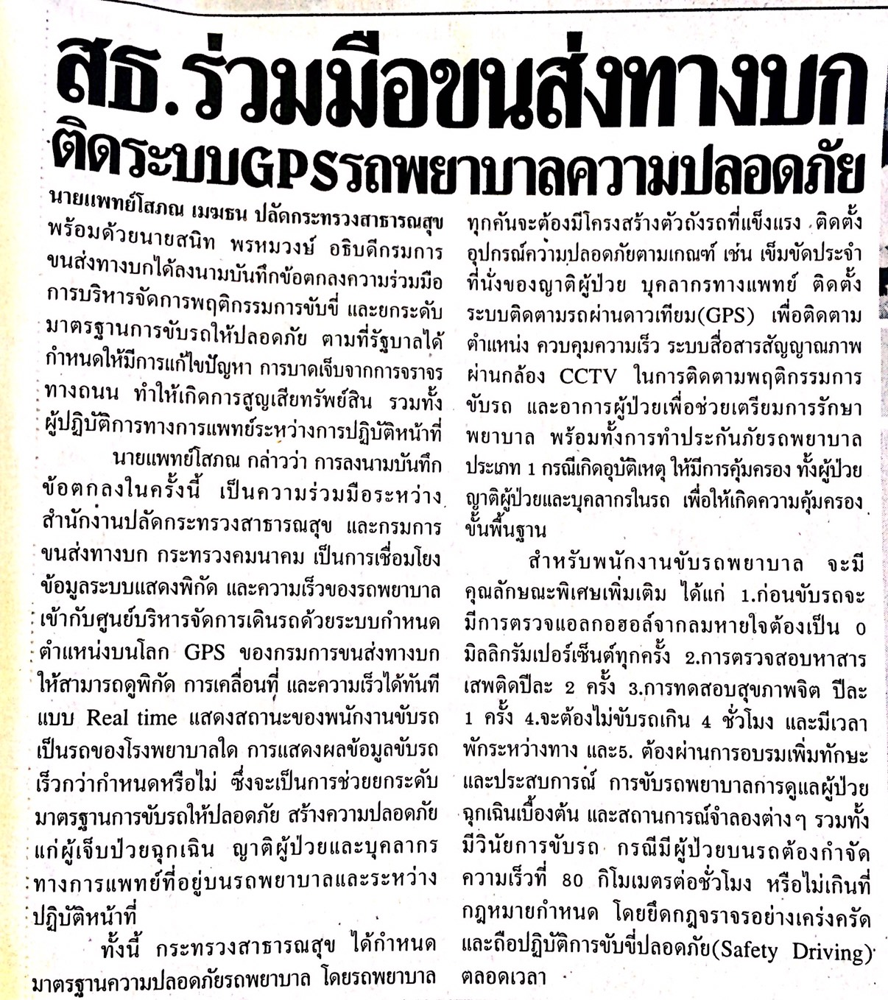 สธ.ร่วมมือขนส่งทางบก
ติดระบบGPSรถพยาบาลความปลอดภัย
นายแพทย์โสภณ เมฆธน ปลัดกระทรวงสาธารณสุข
พร้อมด้วยนายสนิท พรหมวงษ์ อธิบดีกรมการ
ขนส่งทางบกได้ลงนามบันทึกข้อตกลงความร่วมมือ
การบริหารจัดการพฤติกรรมการขับขี่ และยกระดับ
มาตรฐานการขับรถให้ปลอดภัย ตามที่รัฐบาลได้
กำหนดให้มีการแก้ไขปัญหา การบาดเจ็บจากการจราจร
ทางถนน ทำให้เกิดการสูญเสียทรัพย์สิน รวมทั้ง
ผู้ปฏิบัติการทางการแพทย์ระหว่างการปฏิบัติหน้าที่
นายแพทย์โสภณ กล่าวว่า การลงนามบันทึก
ข้อตกลงในครั้งนี้ เป็นความร่วมมือระหว่าง
สำนักงานปลัดกระทรวงสาธารณสุข และกรมการ
ขนส่งทางบก กระทรวงคมนาคม เป็นการเชื่อมโยง
ข้อมูลระบบแสดงพิกัด และความเร็วของรถพยาบาล
เข้ากับศูนย์บริหารจัดการเดินรถด้วยระบบกำหนด
ตำแหน่งบนโลก GPS ของกรมการขนส่งทางบก
ให้สามารถดูพิกัด การเคลื่อนที่ และความเร็วได้ทันที
แบบ Real time แสดงสถานะของพนักงานขับรถ
เป็นรถของโรงพยาบาลใด การแสดงผลข้อมูลขับรถ
เร็วกว่ากำหนดหรือไม่ ซึ่งจะเป็นการช่วยยกระดับ
มาตรฐานการขับรถให้ปลอดภัย สร้างความปลอดภัย
แก่ผู้เจ็บป่วยฉุกเฉิน ญาติผู้ป่วยและบุคลากร
ทางการแพทย์ที่อยู่บนรถพยาบาลและระหว่าง
ปฏิบัติหน้าที่
ทั้งนี้ กระทรวงสาธารณสุข ได้กำหนด
มาตรฐานความปลอดภัยรถพยาบาล โดยรถพยาบาล
ทุกคันจะต้องมีโครงสร้างตัวถังรถที่แข็งแรง ติดตั้ง
อุปกรณ์ความปลอดภัยตามเกณฑ์ เช่น เข็มขัดประจำ
ที่นั่งของญาติผู้ป่วย บุคลากรทางแพทย์ ติดตั้ง
ระบบติดตามรถผ่านดาวเทียม(GPS) เพื่อติดตาม
ตำแหน่ง ควบคุมความเร็ว ระบบสื่อสารสัญญาณภาพ
ผ่านกล้อง CCTV ในการติดตามพฤติกรรมการ
ขับรถ และอาการผู้ป่วยเพื่อช่วยเตรียมการรักษา
พยาบาล พร้อมทั้งการทำประกันภัยรถพยาบาล
ประเภท 1 กรณีเกิดอุบัติเหตุ ให้มีการคุ้มครอง ทั้งผู้ป่วย
ญาติผู้ป่วยและบุคลากรในรถ เพื่อให้เกิดความคุ้มครอง
ขั้นพื้นฐาน
สำหรับพนักงานขับรถพยาบาล จะมี
คุณลักษณะพิเศษเพิ่มเติม ได้แก่ 1.ก่อนขับรถจะ
มีการตรวจแอลกอฮอล์จากลมหายใจต้องเป็น 0
มิลลิกรัมเปอร์เซ็นต์ทุกครั้ง 2.การตรวจสอบหาสาร
เสพติดปีละ 2 ครั้ง 3.การทดสอบสุขภาพจิต ปีละ
1 ครั้ง 4.จะต้องไม่ขับรถเกิน 4 ชั่วโมง และมีเวลา
พักระหว่างทาง และ5. ต้องผ่านการอบรมเพิ่มทักษะ
และประสบการณ์ การขับรถพยาบาลการดูแลผู้ป่วย
ฉุกเฉินเบื้องต้น และสถานการณ์จำลองต่างๆ รวมทั้ง
มีวินัยการขับรถ กรณีมีผู้ป่วยบนรถต้องกำจัด
ความเร็วที่ 80 กิโมเมตรต่อชั่วโมง หรือไม่เกินที่
กฎหมายกำหนด โดยยึดกฎจราจรอย่างเคร่งครัด
และถือปฏิบัติการขับขี่ปลอดภัย(Safety Driving)
ตลอดเวลา